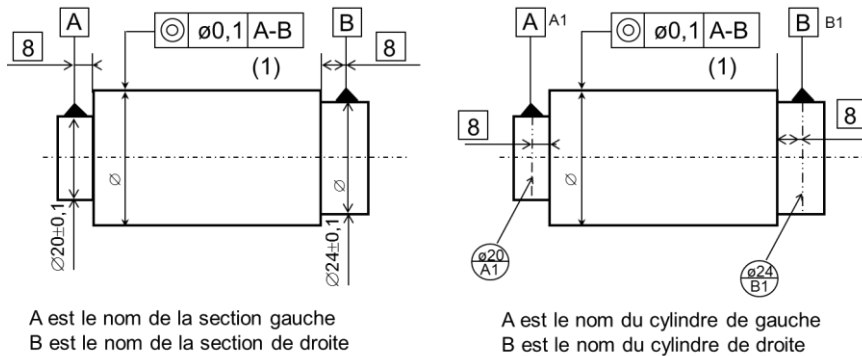 A
⌾ ø0,1 A-B
B
8
8
(1)
⌀
⌀
⌀20±0,1
⌀24±0,1
A est le nom de la section gauche
B est le nom de la section de droite
A A1
⌾ ø0,1 A-B
B B1
(1)
8
8
⌀
ø20
A1
ø24
B1
A est le nom du cylindre de gauche
B est le nom du cylindre de droite